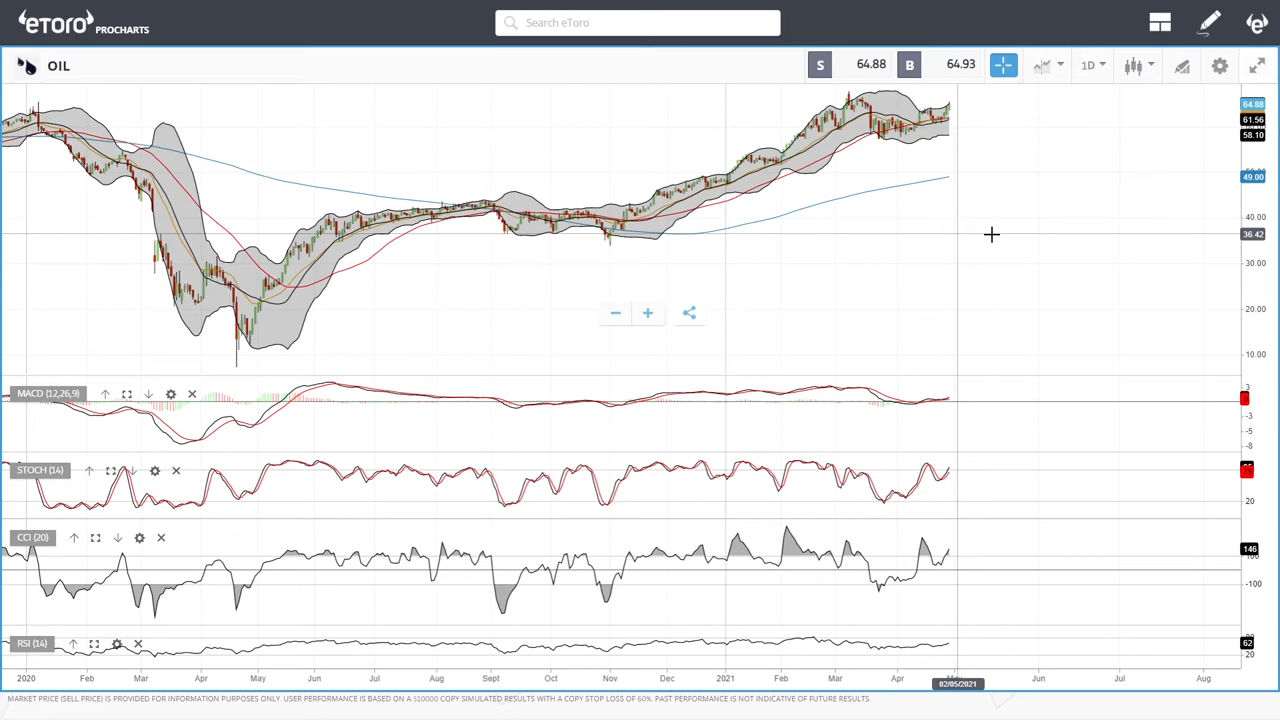 eToro PROCHARTS
Search eToro
OIL
S 64.88 B 64.93
1D
64.88
61.56
58.10
49.00
40.00
36.42
30.00
20.00
10.00
MACD (12,26,9)
3
-3
-5
-8
STOCH (14)
20
CCI (20)
146
100
-100
RSI (14)
62
20
2020 Feb Mar Apr May Jun Jul Aug Sept Oct Nov Dec 2021 Feb Mar Apr Jun Jul Aug
02/05/2021
MARKET PRICE (SELL PRICE) IS PROVIDED FOR INFORMATION PURPOSES ONLY. USER PERFORMANCE IS BASED ON A $10000 COPY SIMULATED RESULTS WITH A COPY STOP LOSS OF 60%. PAST PERFORMANCE IS NOT INDICATIVE OF FUTURE RESULTS.